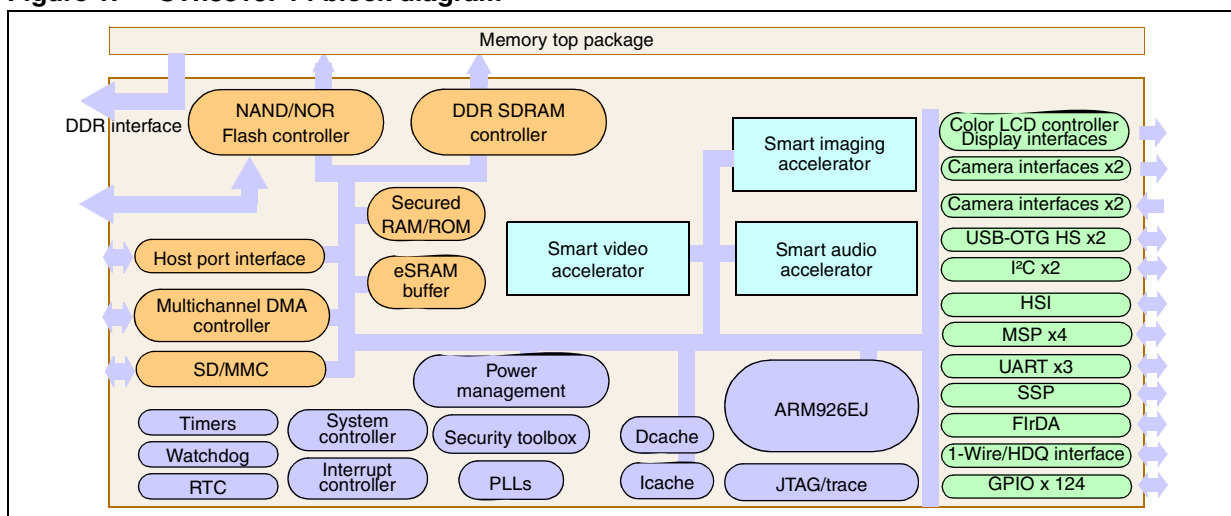 Memory top package
DDR interface
NAND/NOR
Flash controller
DDR SDRAM
controller
Smart imaging
accelerator
Color LCD controller
Display interfaces
Camera interfaces x2
Camera interfaces x2
USB-OTG HS x2
I²C x2
HSI
MSP x4
UART x3
SSP
FIrDA
1-Wire/HDQ interface
GPIO x 124
Secured
RAM/ROM
Smart video
accelerator
Smart audio
accelerator
Host port interface
eSRAM
buffer
Multichannel DMA
controller
SD/MMC
Power
management
ARM926EJ
Timers
System
controller
Security toolbox
Dcache
Watchdog
Interrupt
controller
RTC
PLLs
Icache
JTAG/trace